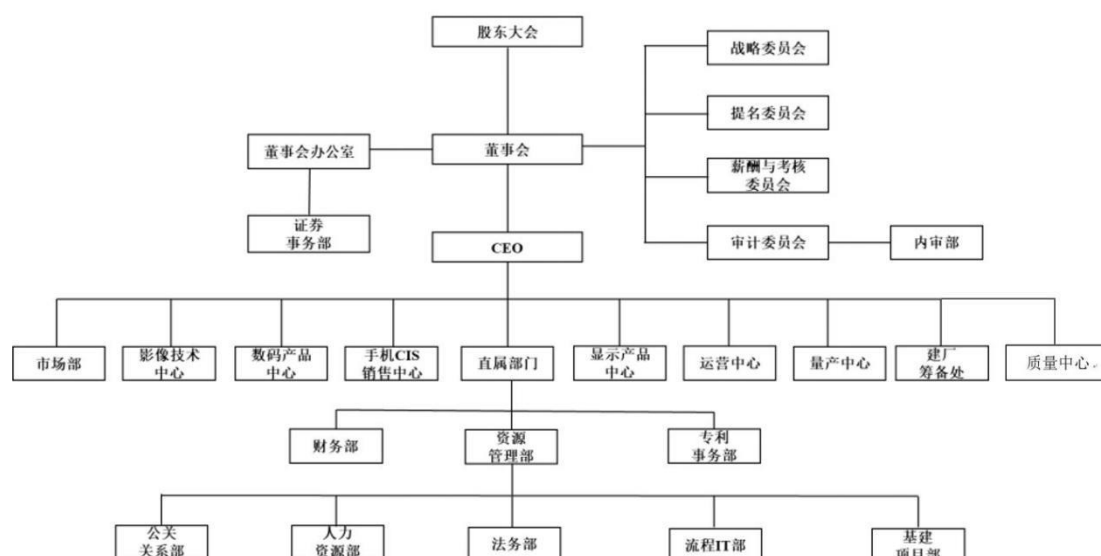 股东大会
战略委员会
提名委员会
董事会办公室
董事会
薪酬与考核
委员会
证券
事务部
CEO
审计委员会
内审部
市场部
影像技术
中心
数码产品
中心
手机CIS
销售中心
直属部门
显示产品
中心
运营中心
量产中心
建厂
筹备处
质量中心
财务部
资源
管理部
专利
事务部
公关
关系部
人力
资源部
法务部
流程IT部
基建
项目部